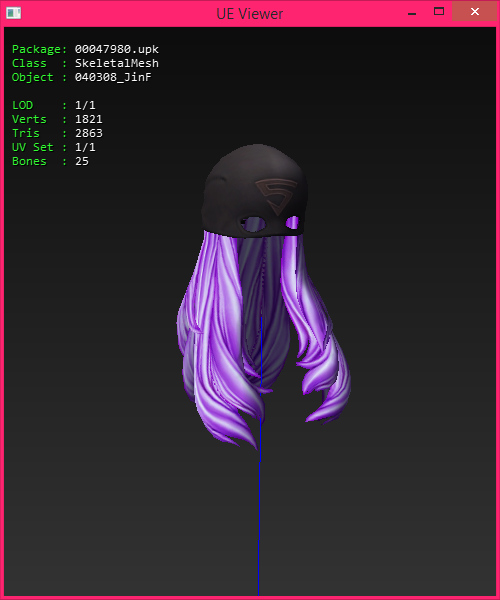 UE Viewer
Package: 00047980.upk
Class : SkeletalMesh
Object : 040308_JinF
LOD : 1/1
Verts : 1821
Tris : 2863
UV Set : 1/1
Bones : 25